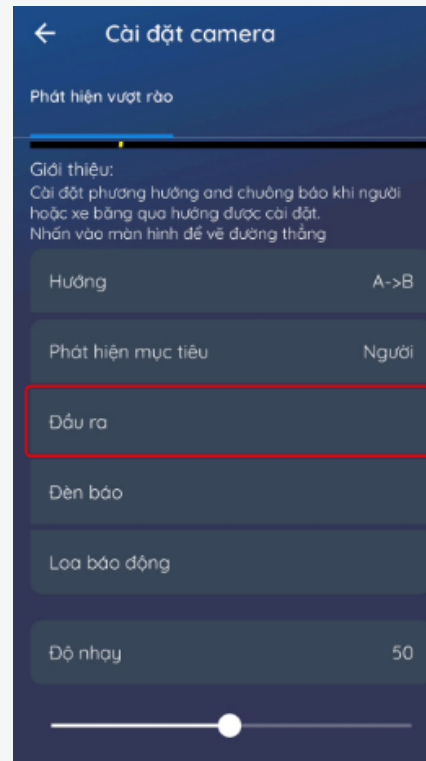 Cài đặt camera
Phát hiện vượt rào
Giới thiệu:
Cài đặt phương hướng and chuông báo khi người
hoặc xe băng qua hướng được cài đặt.
Nhấn vào màn hình để vẽ đường thẳng
Hướng A->B
Phát hiện mục tiêu Người
Đầu ra
Đèn báo
Loa báo động
Độ nhạy 50